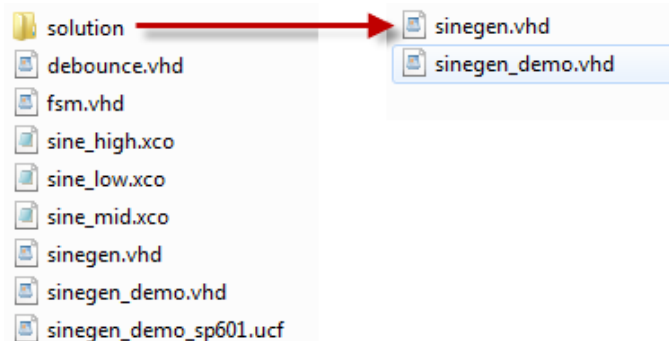 solution
debounce.vhd
fsm.vhd
sine_high.xco
sine_low.xco
sine_mid.xco
sinegen.vhd
sinegen_demo.vhd
sinegen_demo_sp601.ucf
sinegen.vhd
sinegen_demo.vhd